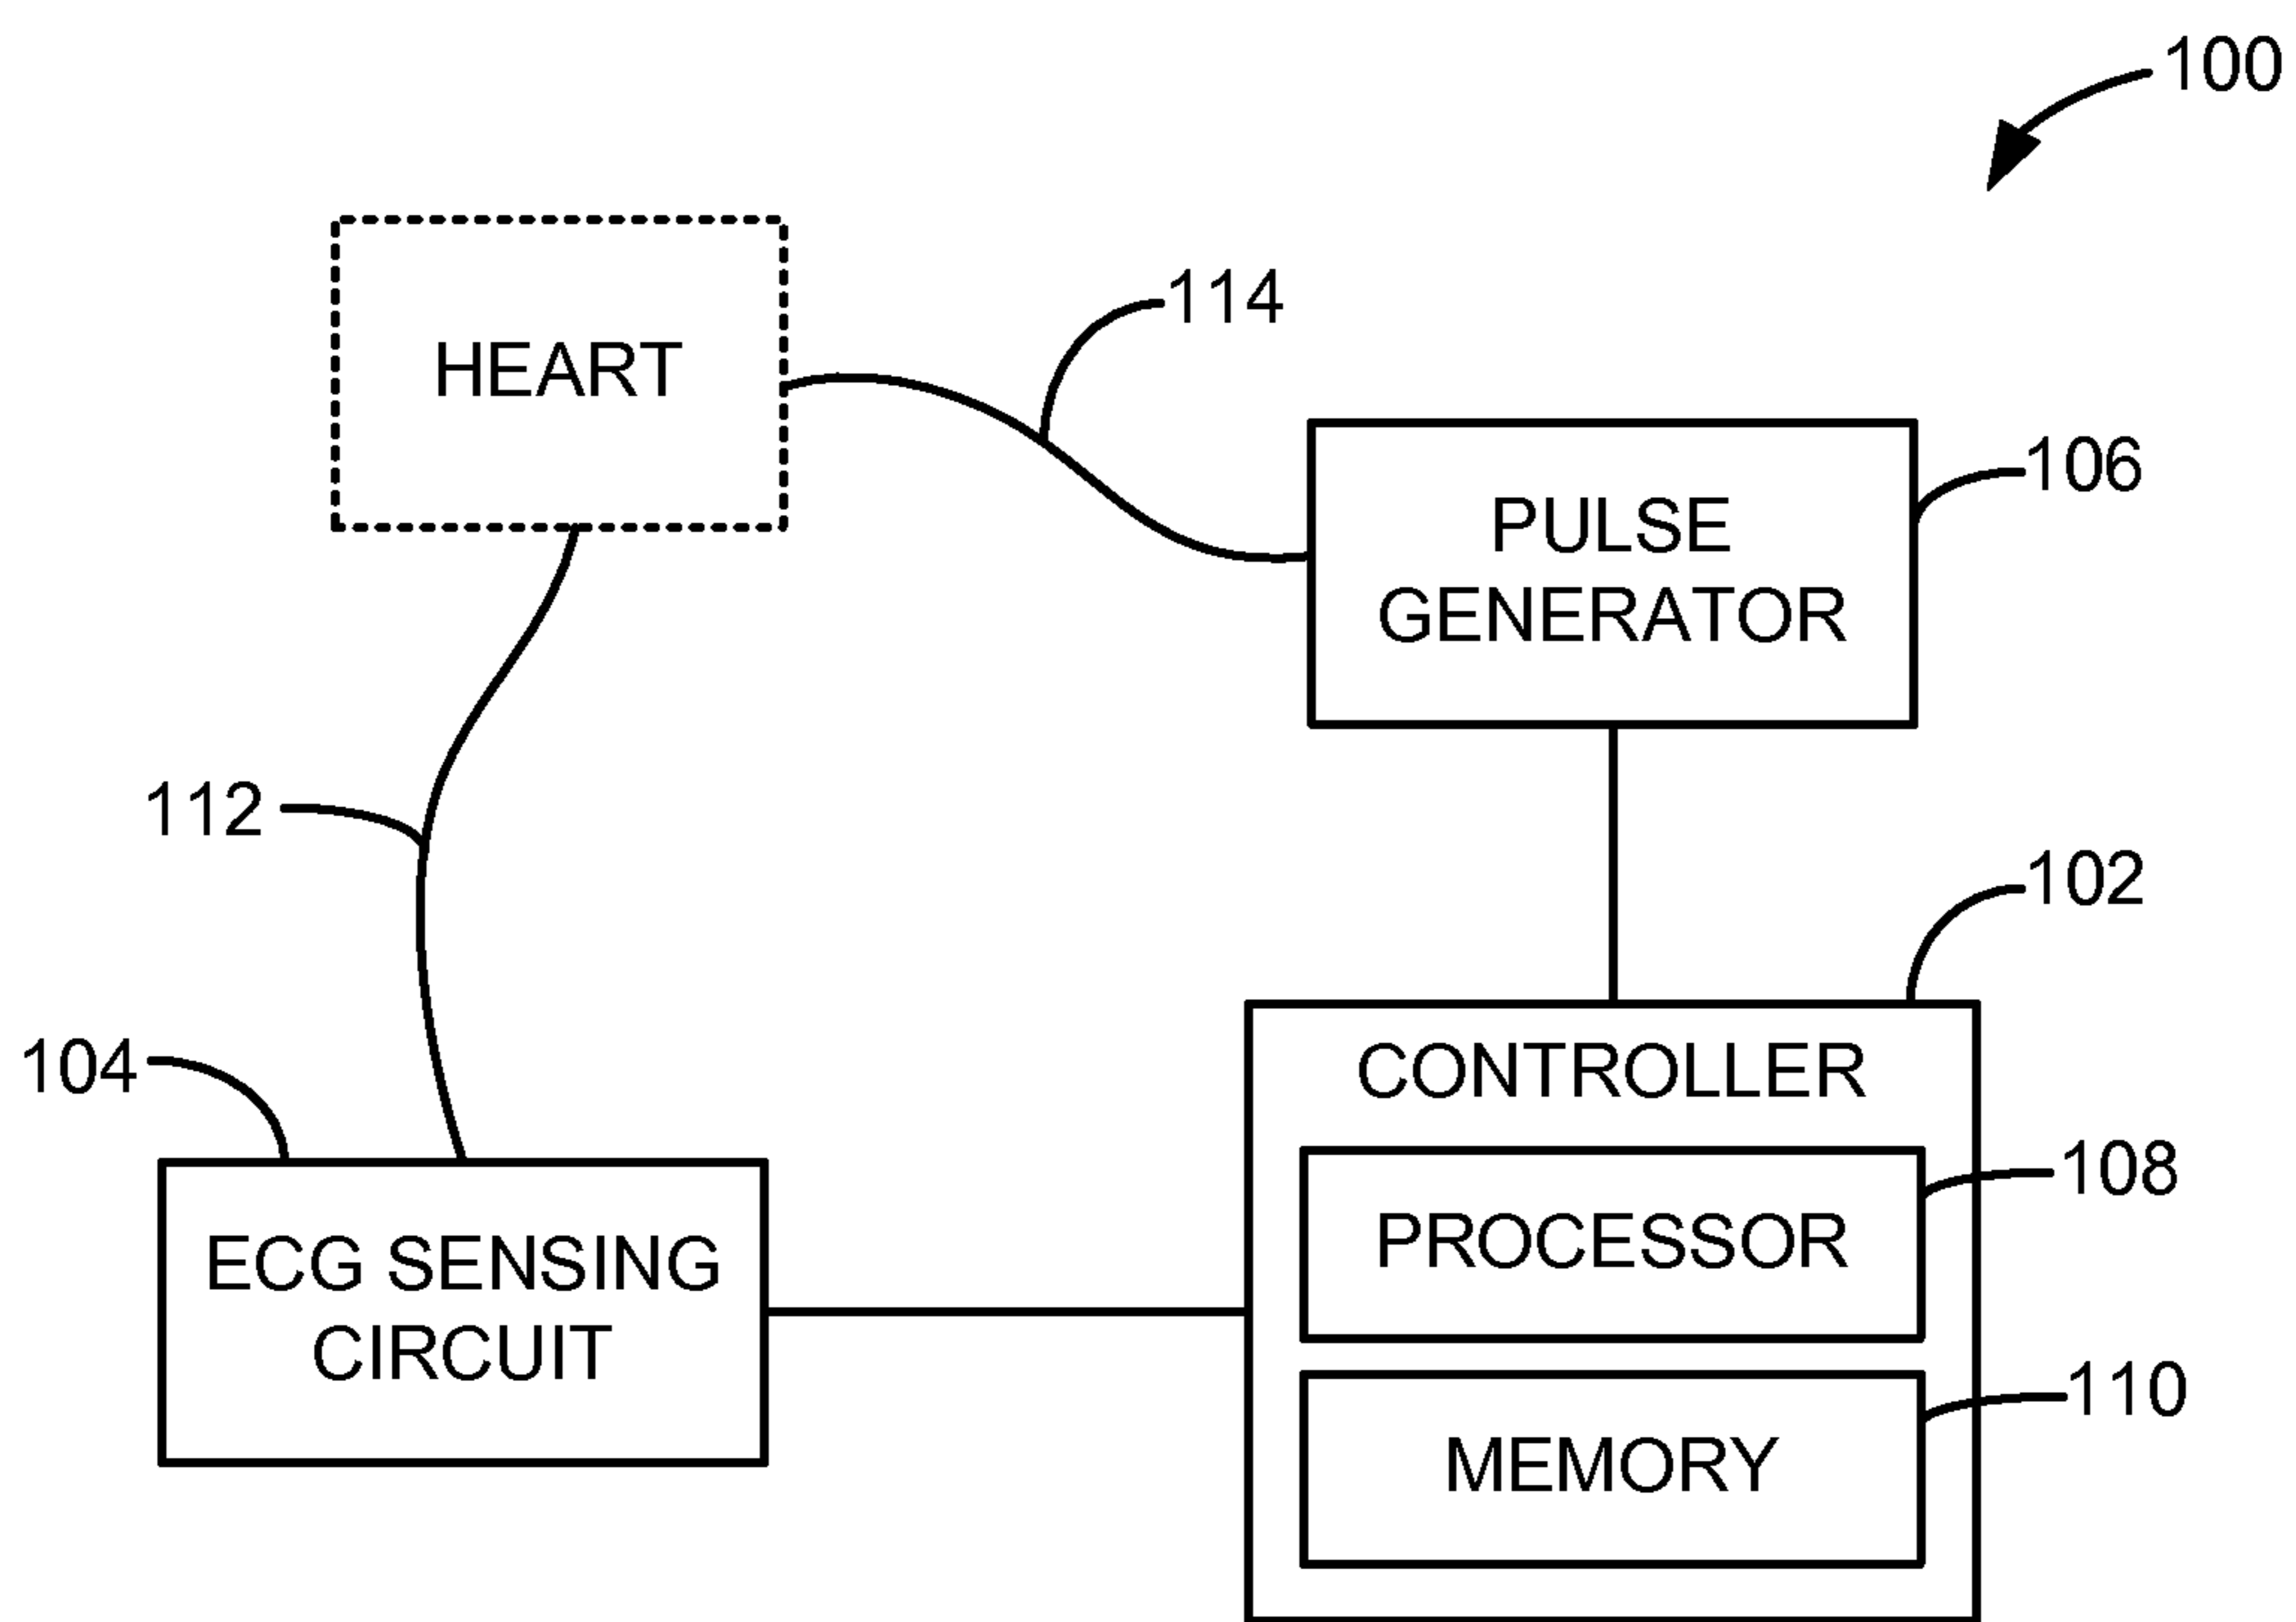 100
HEART
114
106
PULSE
GENERATOR
112
102
104
CONTROLLER
108
PROCESSOR
ECG SENSING
CIRCUIT
110
MEMORY